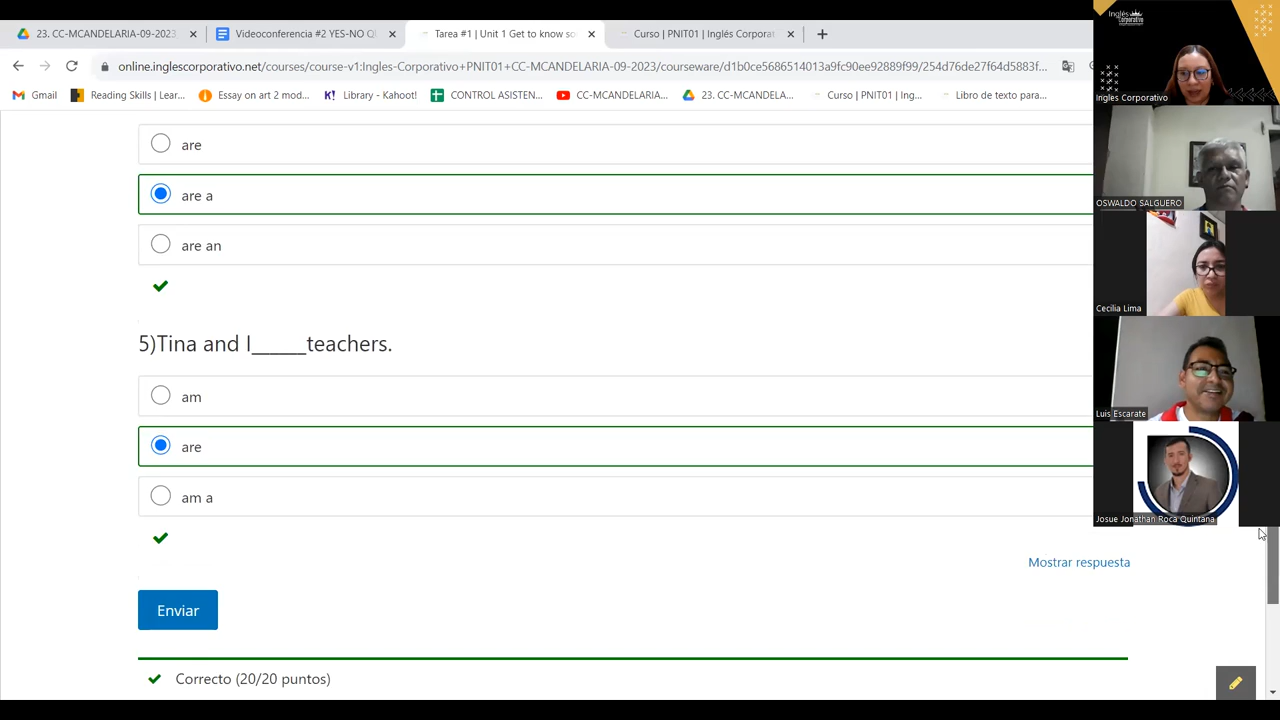 23. CC-MCANDELARIA-09-2023
Videoconferencia #2 YES-NO Q
Tarea #1 | Unit 1 Get to know so
Curso | PNIT01 | Inglés Corporat
online.inglescorporativo.net/courses/course-v1:Ingles-Corporativo+PNIT01+CC-MCANDELARIA-09-2023/courseware/d1b0ce5686514013a9fc90ee92889f99/254d76de27f64d5883f...
Gmail
Reading Skills | Lear...
Essay on art 2 mod...
Library - Ka
CONTROL ASISTEN...
CC-MCANDELARIA
23. CC-MCANDELA...
Curso | PNIT01 | Ing...
Libro de texto para...
are
are a
are an
5)Tina and I_____teachers.
am
are
am a
Mostrar respuesta
Enviar
Correcto (20/20 puntos)
Inglés
Corporativo
Ingles Corporativo
OSWALDO SALGUERO
Cecilia Lima
Luis Escarate
Josue Jonathan Roca Quintana